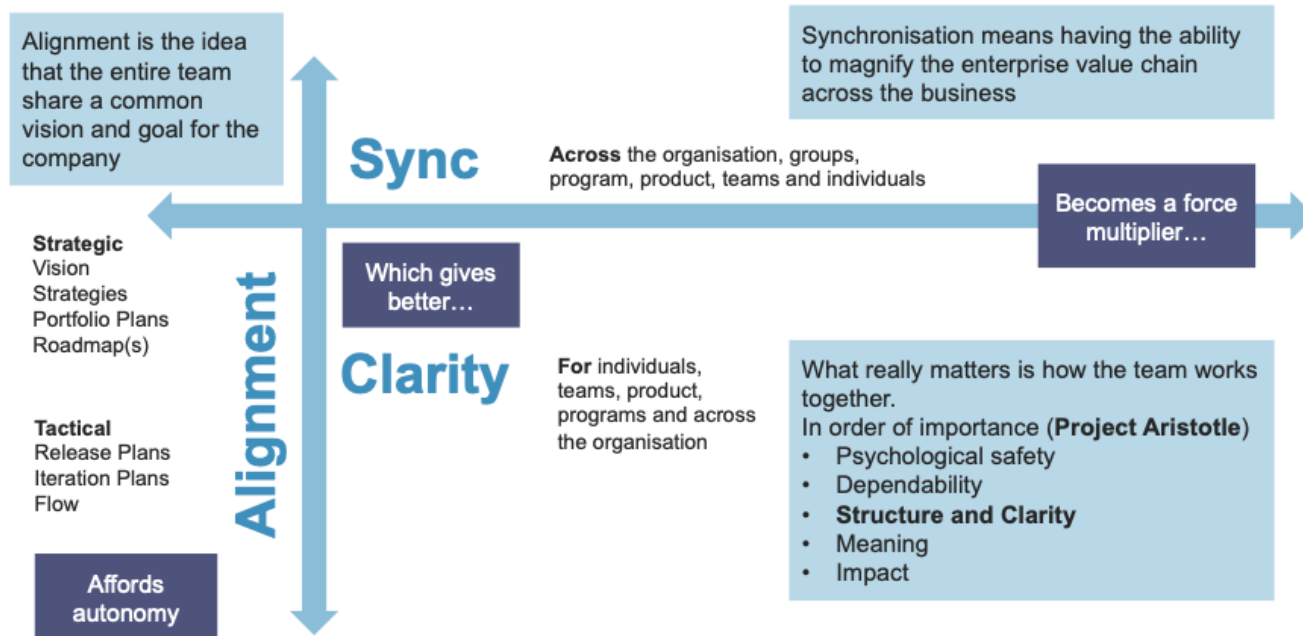 Alignment is the idea
that the entire team
share a common
vision and goal for the
company
Synchronisation means having the ability
to magnify the enterprise value chain
across the business
Sync
Across the organisation, groups,
program, product, teams and individuals
Becomes a force
multiplier…
Strategic
Vision
Strategies
Portfolio Plans
Roadmap(s)
Tactical
Release Plans
Iteration Plans
Flow
Affords
autonomy
Alignment
Which gives
better…
Clarity
For individuals,
teams, product,
programs and across
the organisation
What really matters is how the team works
together.
In order of importance (Project Aristotle)
• Psychological safety
• Dependability
• Structure and Clarity
• Meaning
• Impact